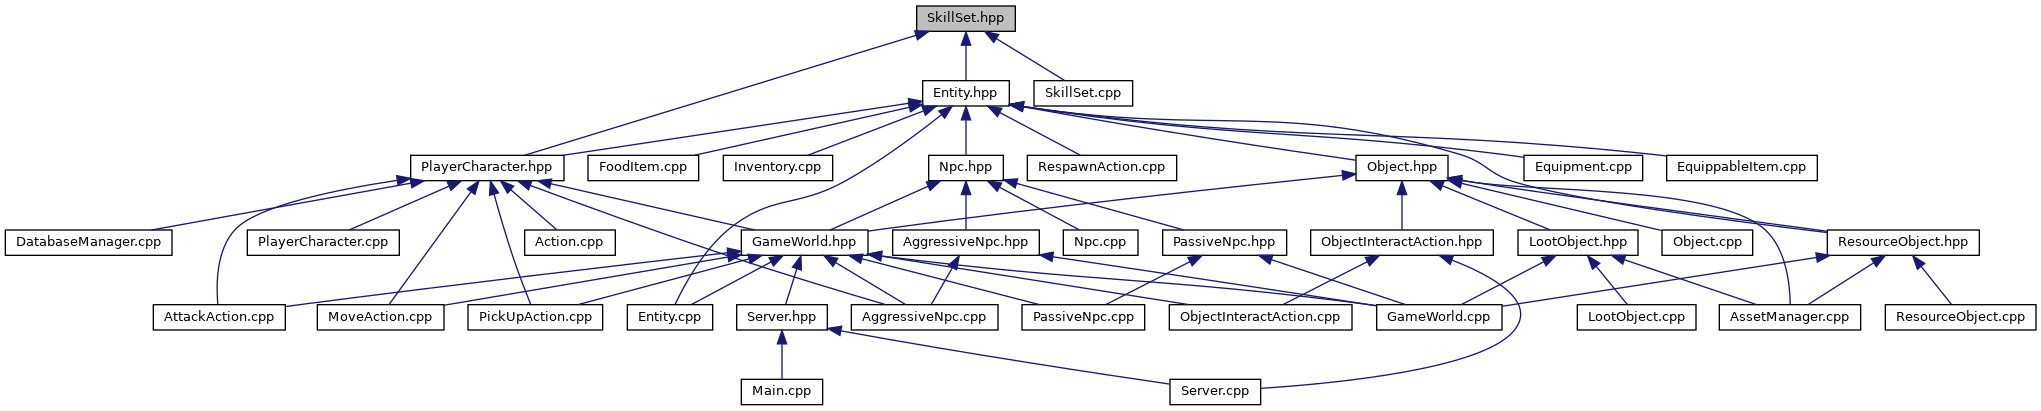 SkillSet.hpp
Entity.hpp
SkillSet.cpp
PlayerCharacter.hpp
FoodItem.cpp
Inventory.cpp
Npc.hpp
RespawnAction.cpp
Object.hpp
Equipment.cpp
EquippableItem.cpp
DatabaseManager.cpp
PlayerCharacter.cpp
Action.cpp
GameWorld.hpp
AggressiveNpc.hpp
Npc.cpp
PassiveNpc.hpp
ObjectInteractAction.hpp
LootObject.hpp
Object.cpp
ResourceObject.hpp
AttackAction.cpp
MoveAction.cpp
PickUpAction.cpp
Entity.cpp
Server.hpp
AggressiveNpc.cpp
PassiveNpc.cpp
ObjectInteractAction.cpp
GameWorld.cpp
LootObject.cpp
AssetManager.cpp
ResourceObject.cpp
Main.cpp
Server.cpp